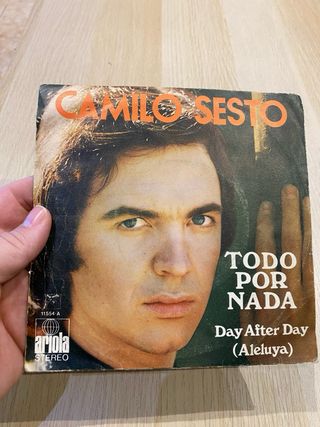 CAMILO SESTO
TODO
POR
NADA
Day After Day
(Aleluya)
11554-A
ariola
STEREO